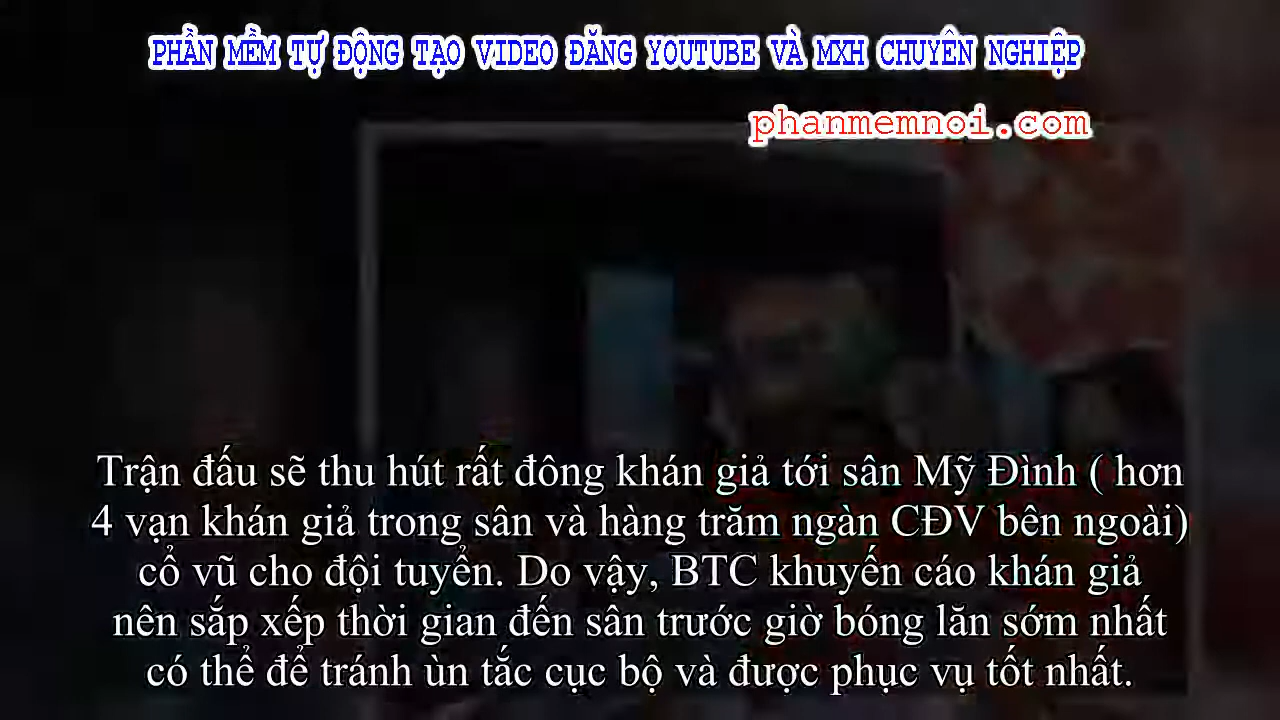 PHẦN MỀM TỰ ĐỘNG TẠO VIDEO ĐĂNG YOUTUBE VÀ MXH CHUYÊN NGHIỆP
phanmemnoi.com
Trận đấu sẽ thu hút rất đông khán giả tới sân Mỹ Đình ( hơn
4 vạn khán giả trong sân và hàng trăm ngàn CĐV bên ngoài)
cổ vũ cho đội tuyển. Do vậy, BTC khuyến cáo khán giả
nên sắp xếp thời gian đến sân trước giờ bóng lăn sớm nhất
có thể để tránh ùn tắc cục bộ và được phục vụ tốt nhất.